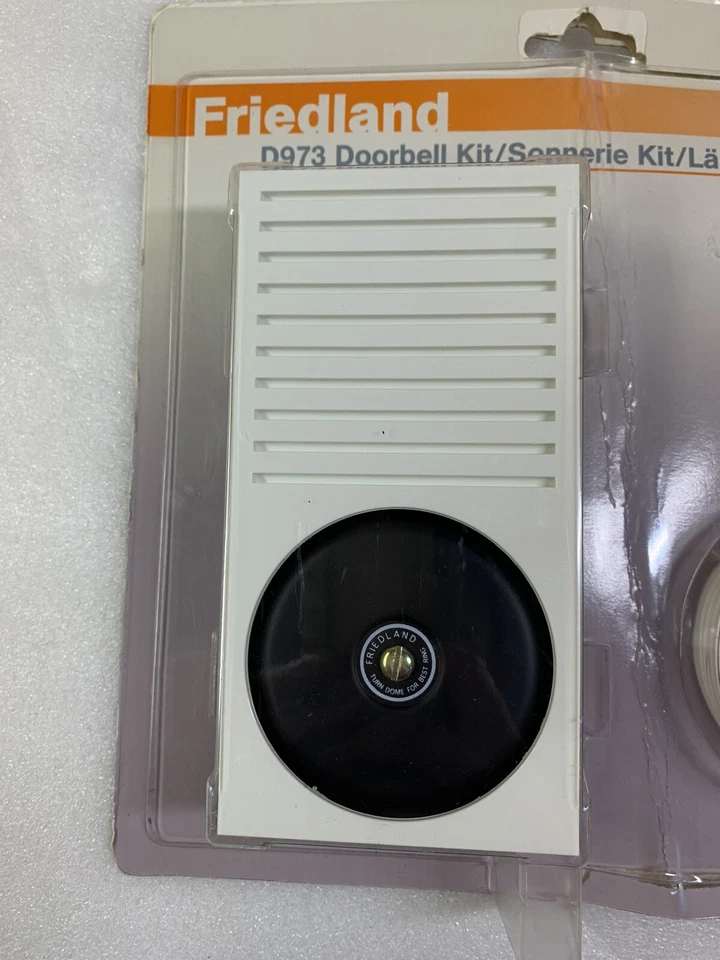 Friedland
D973 Doorbell Kit/Sonnerie Kit/Lä
FRIEDLAND
TURN DOME FOR BEST RING